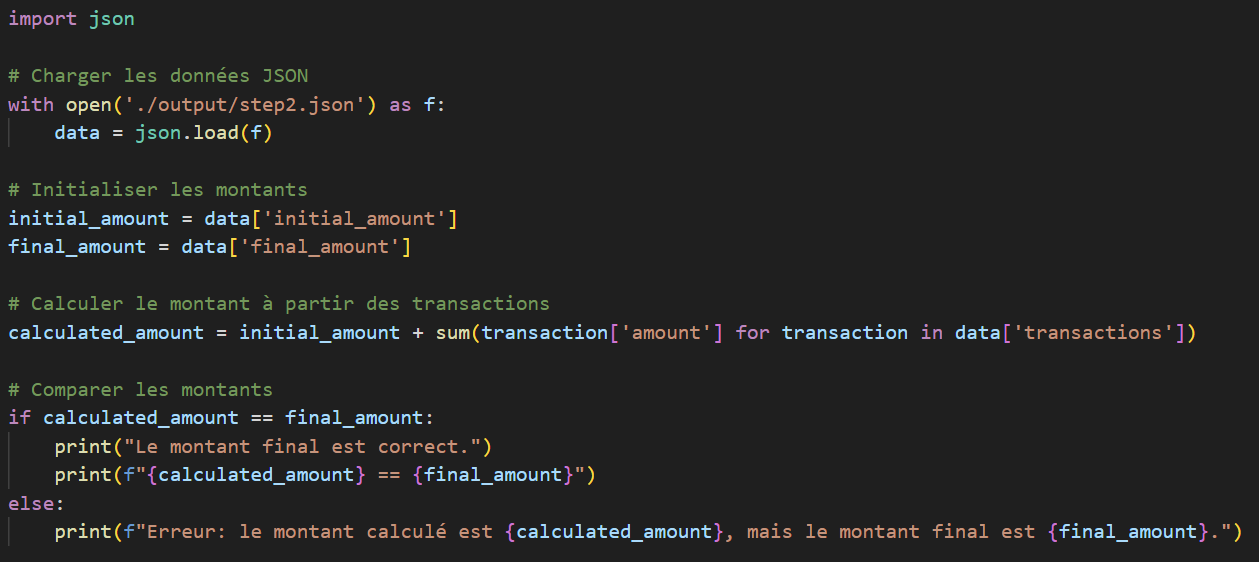 import json
# Charger les données JSON
with open('./output/step2.json') as f:
    data = json.load(f)
# Initialiser les montants
initial_amount = data['initial_amount']
final_amount = data['final_amount']
# Calculer le montant à partir des transactions
calculated_amount = initial_amount + sum(transaction['amount'] for transaction in data['transactions'])
# Comparer les montants
if calculated_amount == final_amount:
    print("Le montant final est correct.")
    print(f"{calculated_amount} == {final_amount}")
else:
    print(f"Erreur: le montant calculé est {calculated_amount}, mais le montant final est {final_amount}.")